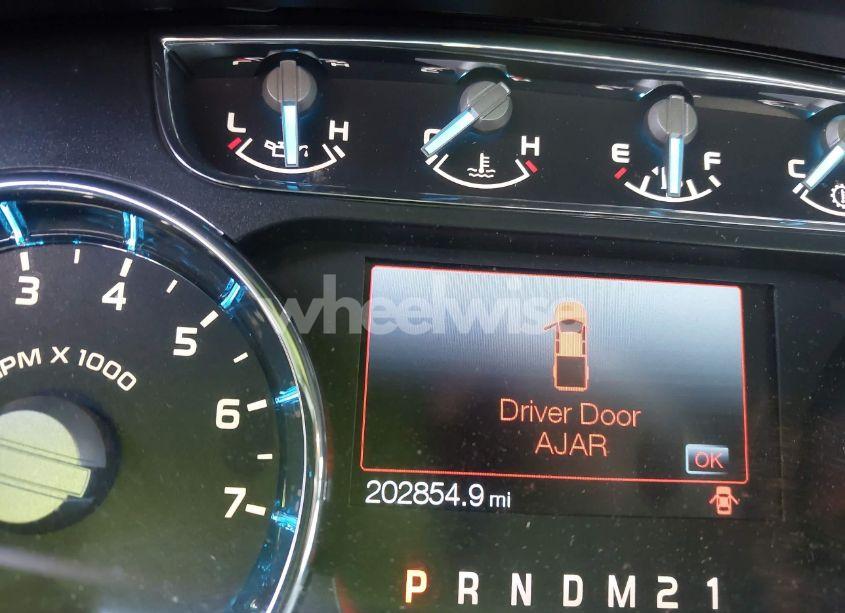 L H
C H
E F
C
3 4 5 6 7
RPM X 1000
wheelwise
Driver Door
AJAR
OK
202854.9 mi
P R N D M 2 1